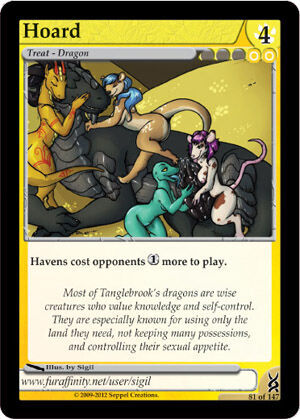 Hoard
4
Treat - Dragon
Havens cost opponents 1 more to play.
Most of Tanglebrook's dragons are wise
creatures who value knowledge and self-control.
They are especially known for using only the
land they need, not keeping many possessions,
and controlling their sexual appetite.
Illus. by Sigil
www.furaffinity.net/user/sigil
81 of 147
©2009-2012 Seppel Creations.